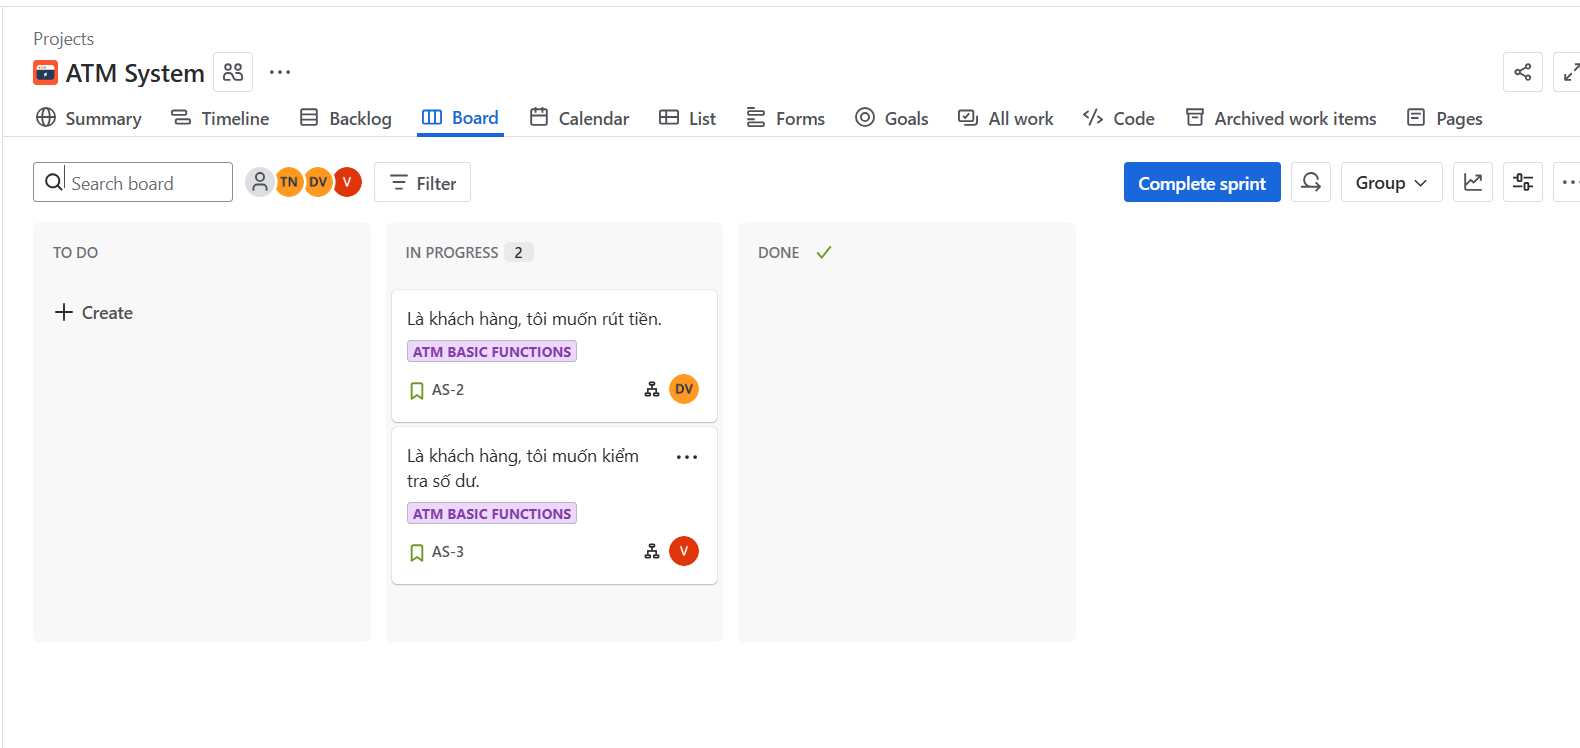 Projects
ATM System
Summary Timeline Backlog Board Calendar List Forms Goals All work Code Archived work items Pages
Search board TN DV V Filter Complete sprint Group
TO DO
Create
IN PROGRESS 2
Là khách hàng, tôi muốn rút tiền.
ATM BASIC FUNCTIONS
AS-2 DV
Là khách hàng, tôi muốn kiểm
tra số dư.
ATM BASIC FUNCTIONS
AS-3 V
DONE